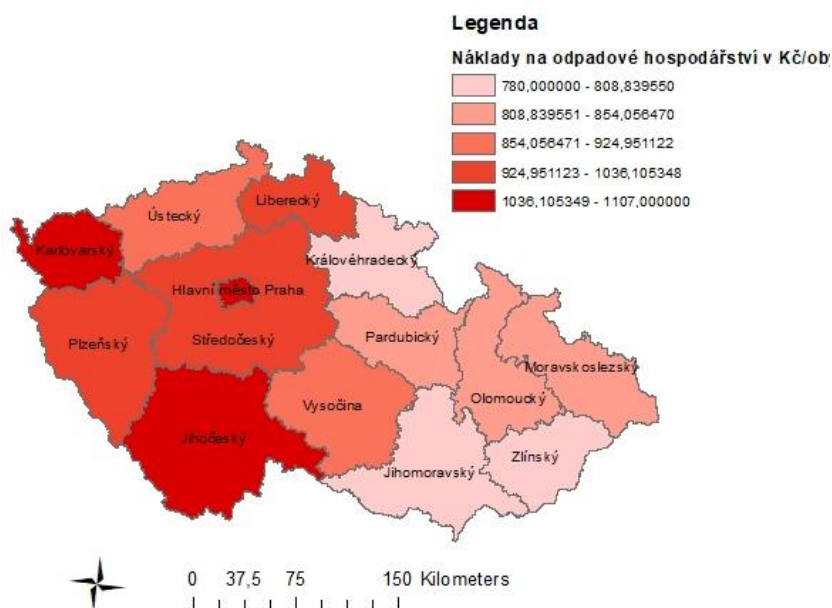 Legenda
Náklady na odpadové hospodářství v Kč/oby
780,000000 - 808,839550
808,839551 - 854,056470
854,056471 - 924,951122
924,951123 - 1036,105348
1036,105349 - 1107,000000
Liberecký
Ústecký
Karlovarský
Královéhradecký
Hlavní město Praha
Plzeňský
Středočeský
Pardubický
Moravskoslezský
Olomoucký
Vysočina
Jihočeský
Zlínský
Jihomoravský
0 37,5 75 150 Kilometers